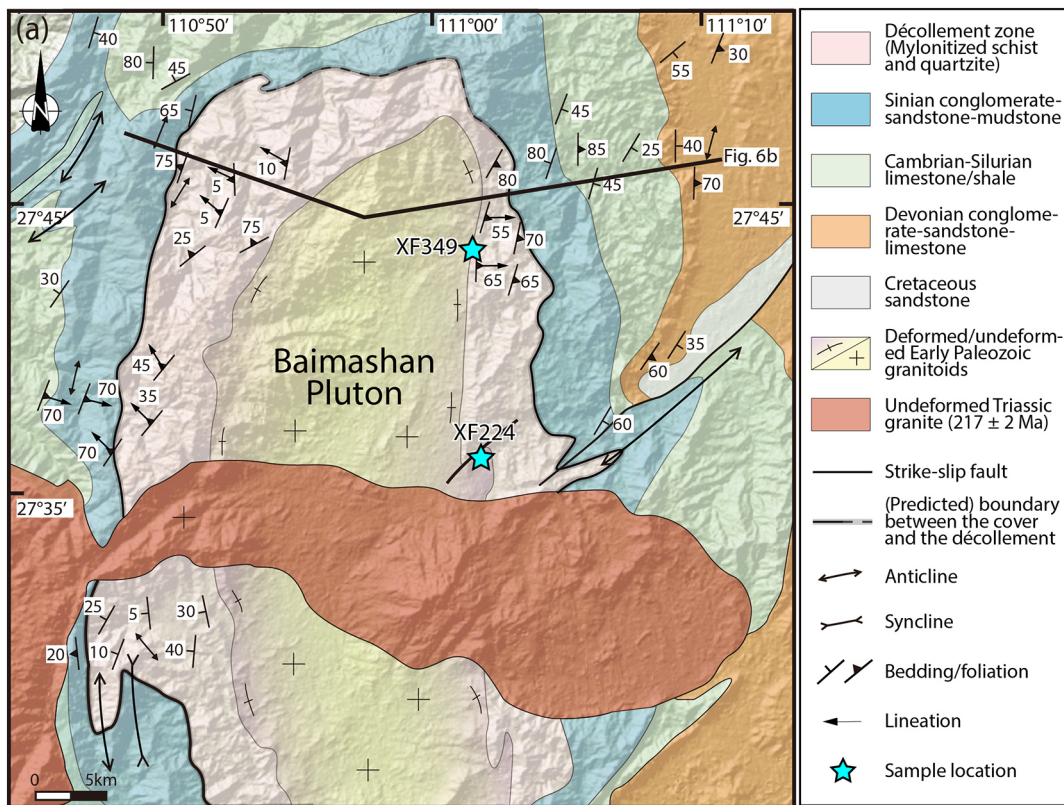 (a)
110°50′
111°00′
111°10′
40
80
45
65
75
5
10
5
25
75
N
27°45′
30
55
30
45
80
85
25
40
Fig. 6b
80
45
70
27°45′
XF349
55
70
65
65
Baimashan
Pluton
45
35
70
70
70
35
60
60
XF224
27°35′
25
5
30
20
10
40
0
5km
Décollement zone
(Mylonitized schist
and quartzite)
Sinian conglomerate-
sandstone-mudstone
Cambrian-Silurian
limestone/shale
Devonian conglome-
rate-sandstone-
limestone
Cretaceous
sandstone
Deformed/undeform-
ed Early Paleozoic
granitoids
Undeformed Triassic
granite (217 ± 2 Ma)
Strike-slip fault
(Predicted) boundary
between the cover
and the décollement
Anticline
Syncline
Bedding/foliation
Lineation
Sample location